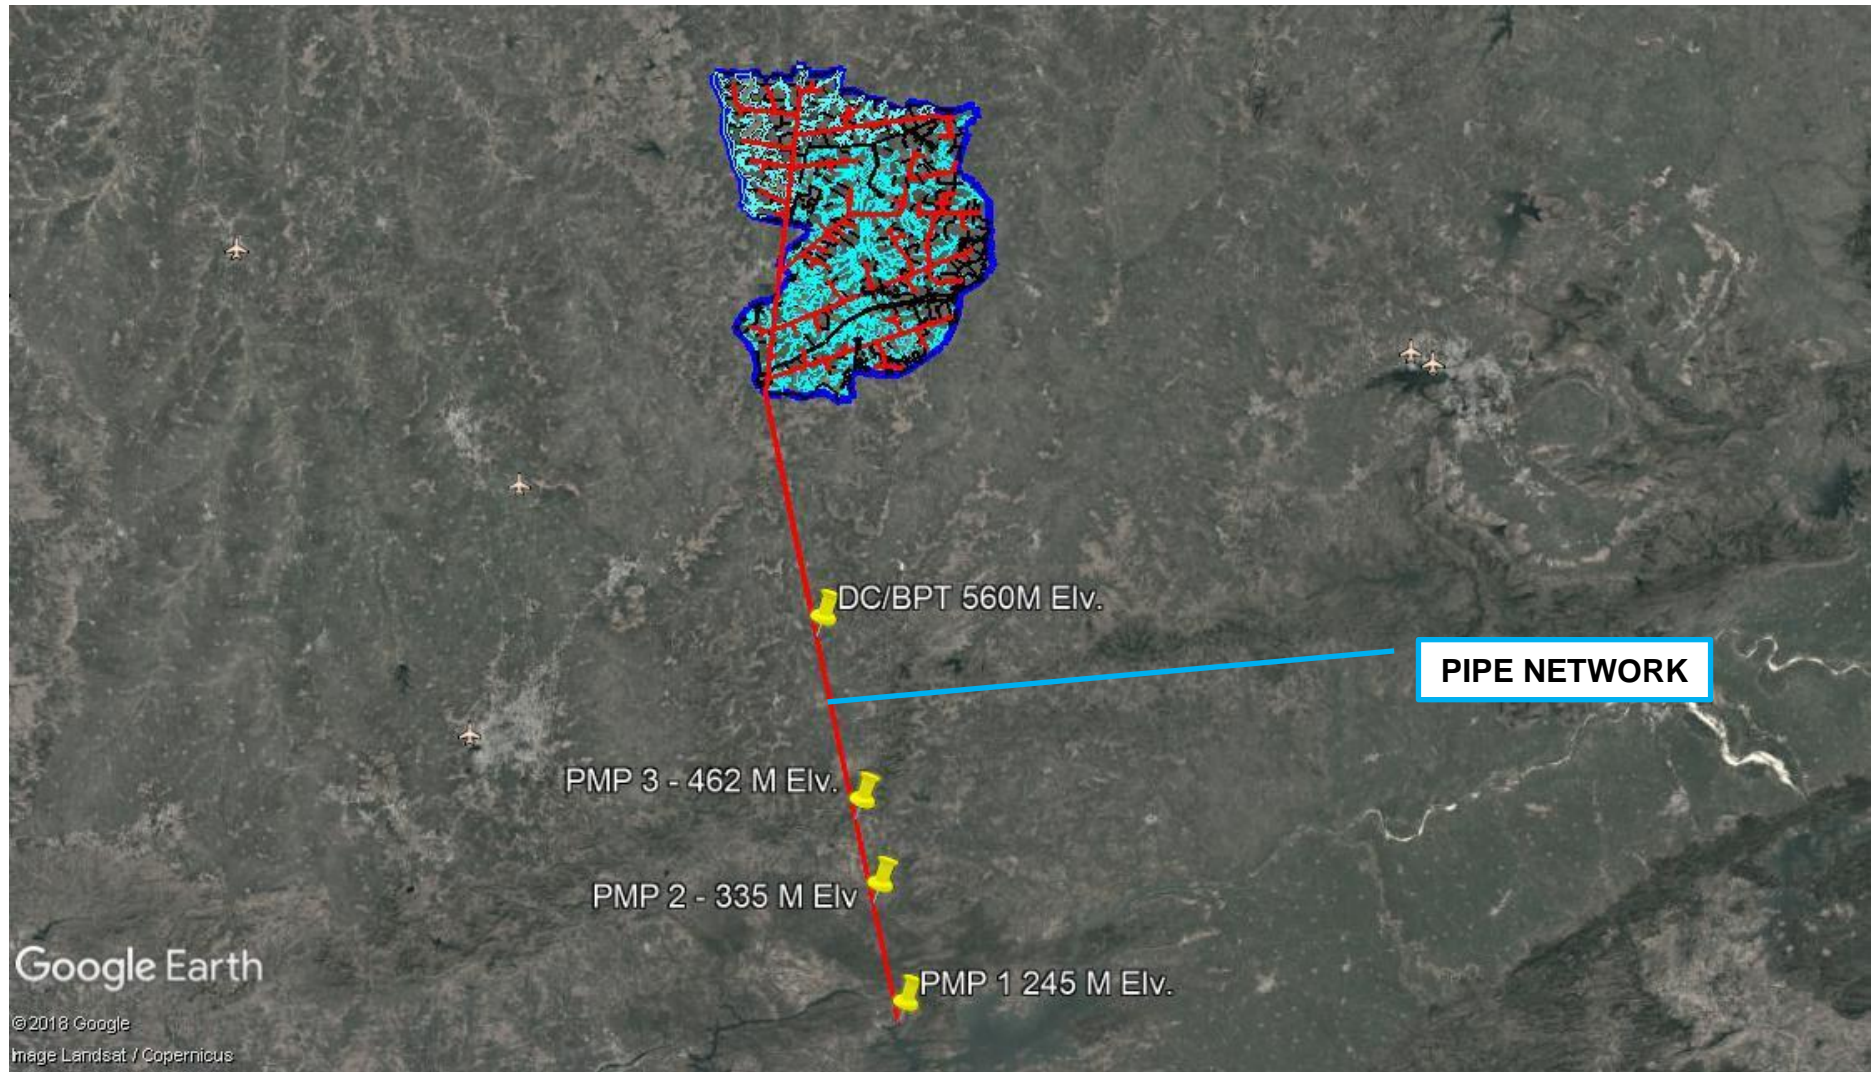 DC/BPT 560M Elv.
PIPE NETWORK
PMP 3 - 462 M Elv.
PMP 2 - 335 M Elv
PMP 1 245 M Elv.
Google Earth
©2018 Google
Image Landsat / Copernicus